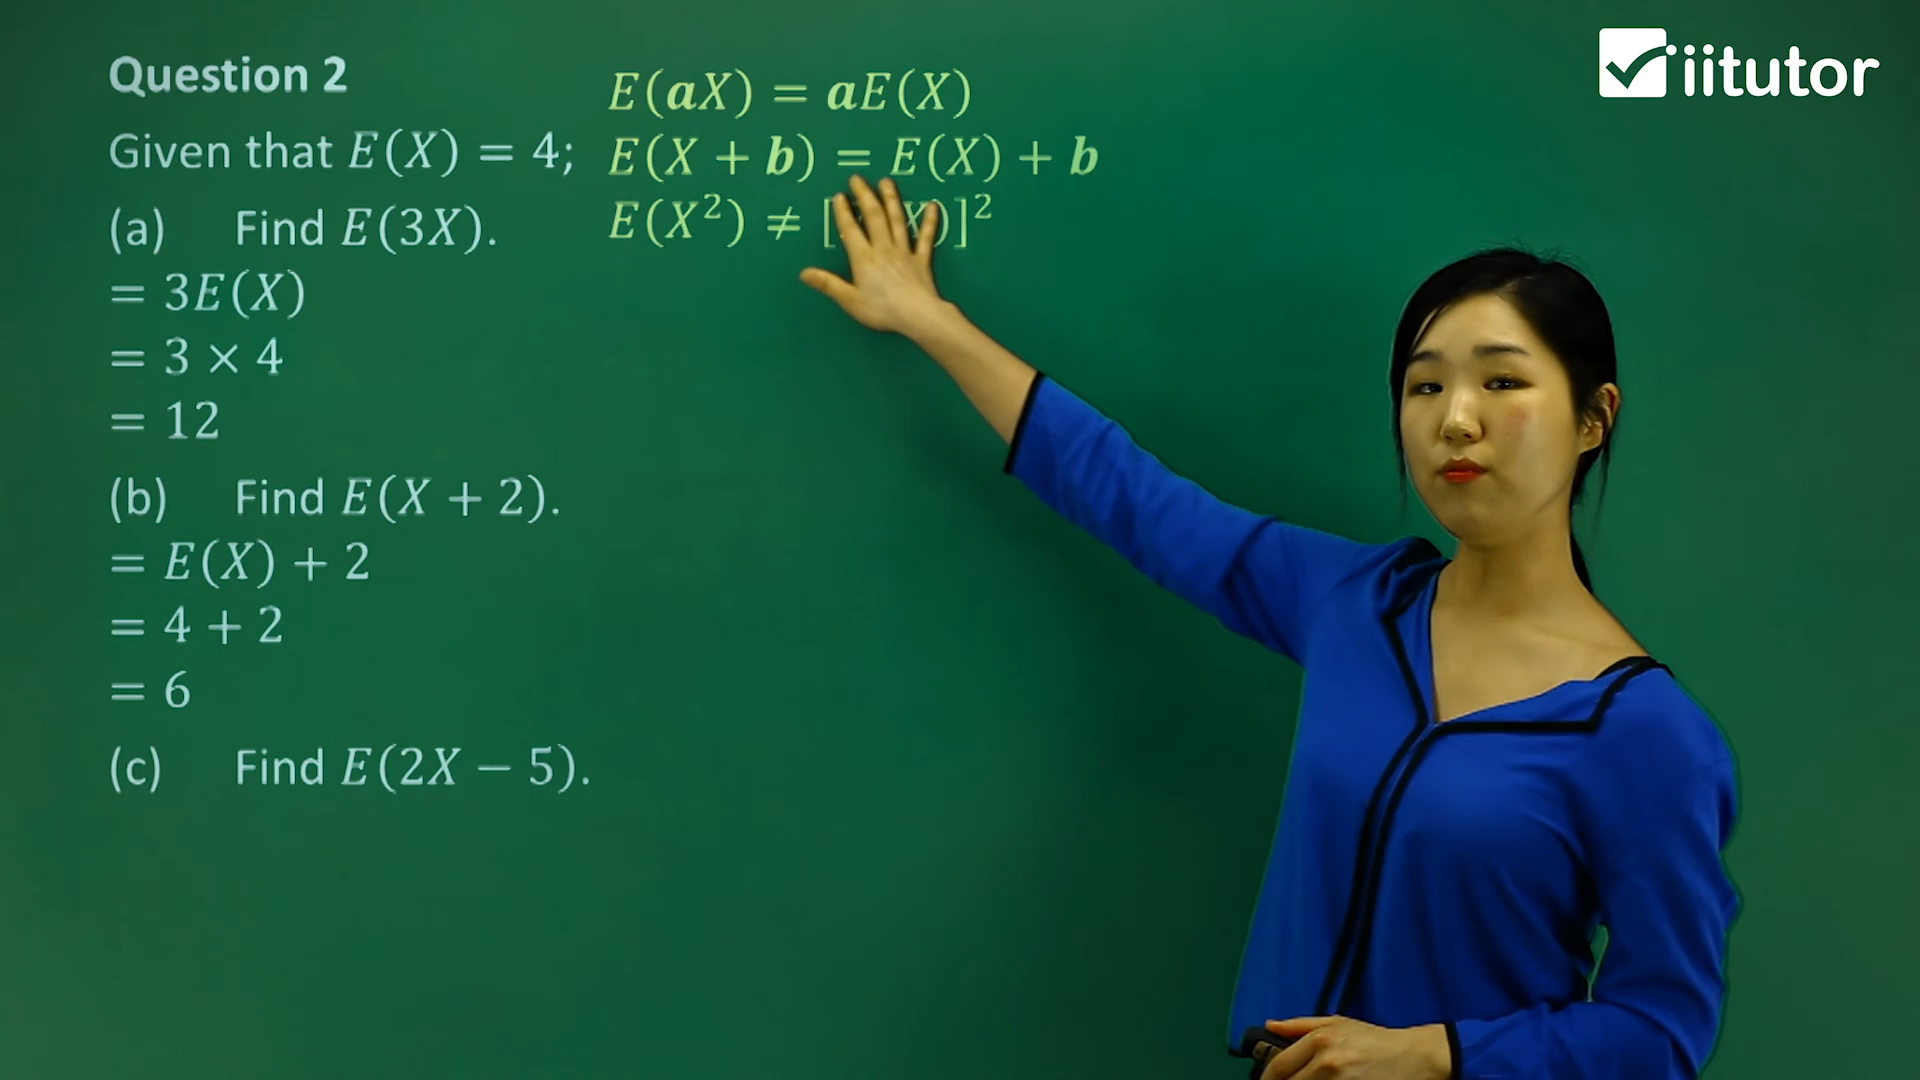 Question 2
Given that E(X) = 4;
(a) Find E(3X).
= 3E(X)
= 3 × 4
= 12
(b) Find E(X + 2).
= E(X) + 2
= 4 + 2
= 6
(c) Find E(2X − 5).
E(aX) = aE(X)
E(X + b) = E(X) + b
E(X²) ≠ [ X)]²
iitutor